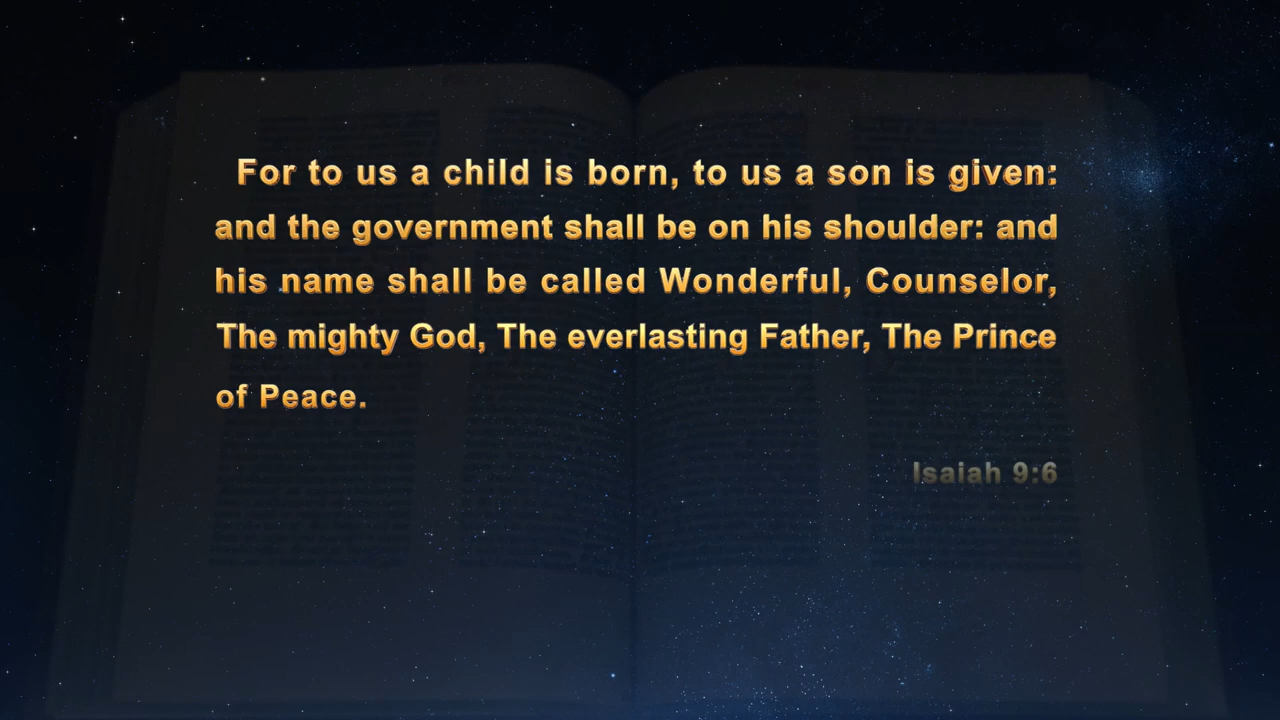 For to us a child is born, to us a son is given:
and the government shall be on his shoulder: and
his name shall be called Wonderful, Counselor,
The mighty God, The everlasting Father, The Prince
of Peace.
Isaiah 9:6